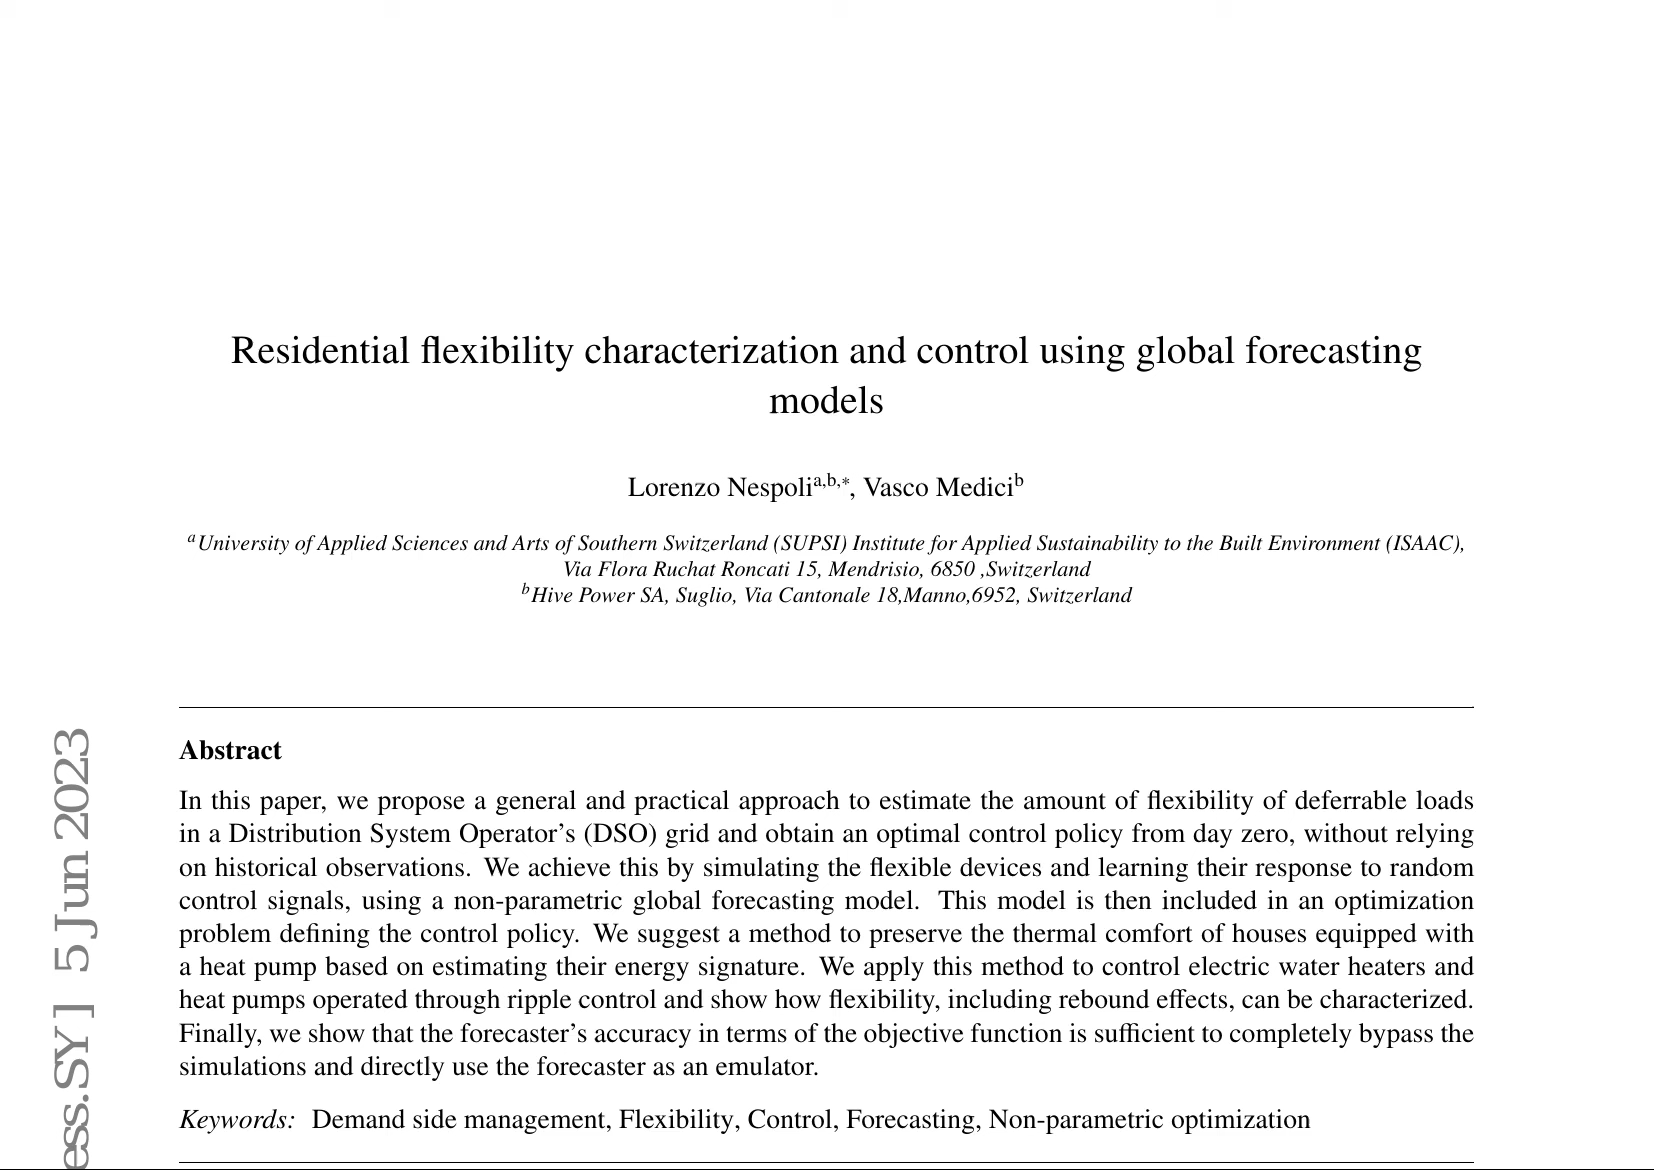 Residential flexibility characterization and control using global forecasting
models
Lorenzo Nespoli^a,b,∗, Vasco Medici^b
^a University of Applied Sciences and Arts of Southern Switzerland (SUPSI) Institute for Applied Sustainability to the Built Environment (ISAAC),
Via Flora Ruchat Roncati 15, Mendrisio, 6850 ,Switzerland
^b Hive Power SA, Suglio, Via Cantonale 18,Manno,6952, Switzerland
Abstract
In this paper, we propose a general and practical approach to estimate the amount of flexibility of deferrable loads
in a Distribution System Operator's (DSO) grid and obtain an optimal control policy from day zero, without relying
on historical observations. We achieve this by simulating the flexible devices and learning their response to random
control signals, using a non-parametric global forecasting model. This model is then included in an optimization
problem defining the control policy. We suggest a method to preserve the thermal comfort of houses equipped with
a heat pump based on estimating their energy signature. We apply this method to control electric water heaters and
heat pumps operated through ripple control and show how flexibility, including rebound effects, can be characterized.
Finally, we show that the forecaster's accuracy in terms of the objective function is sufficient to completely bypass the
simulations and directly use the forecaster as an emulator.
Keywords: Demand side management, Flexibility, Control, Forecasting, Non-parametric optimization
ess.SY] 5 Jun 2023